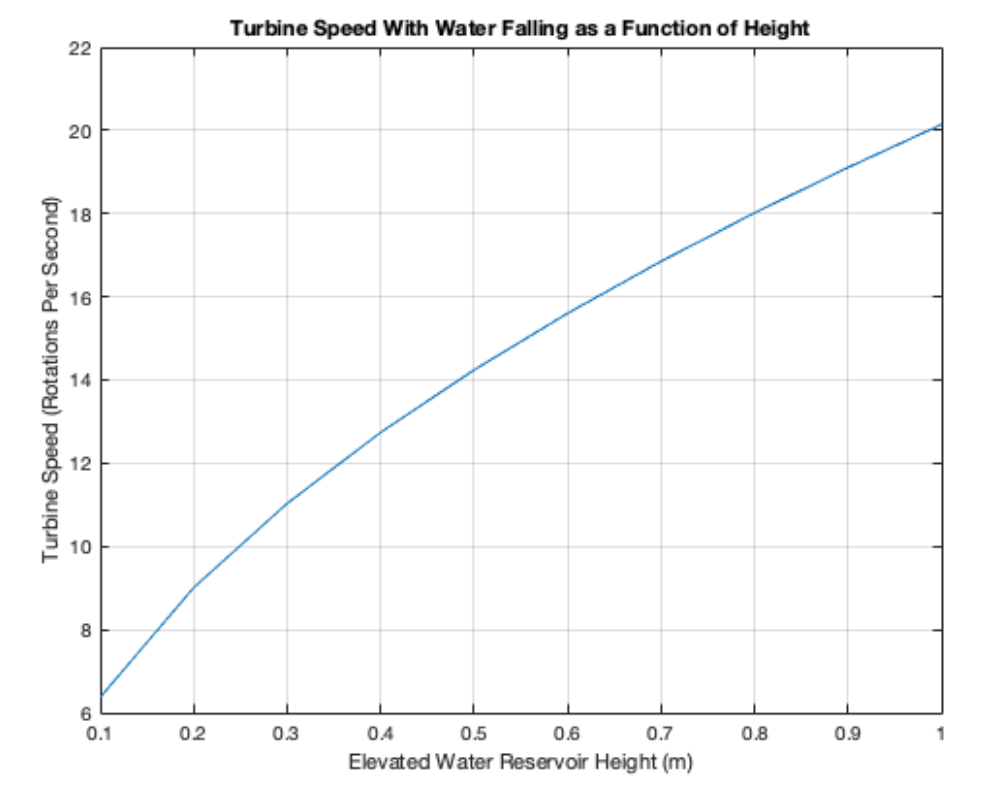 Turbine Speed With Water Falling as a Function of Height
22
20
18
16
14
12
10
8
6
Turbine Speed (Rotations Per Second)
0.1 0.2 0.3 0.4 0.5 0.6 0.7 0.8 0.9 1
Elevated Water Reservoir Height (m)